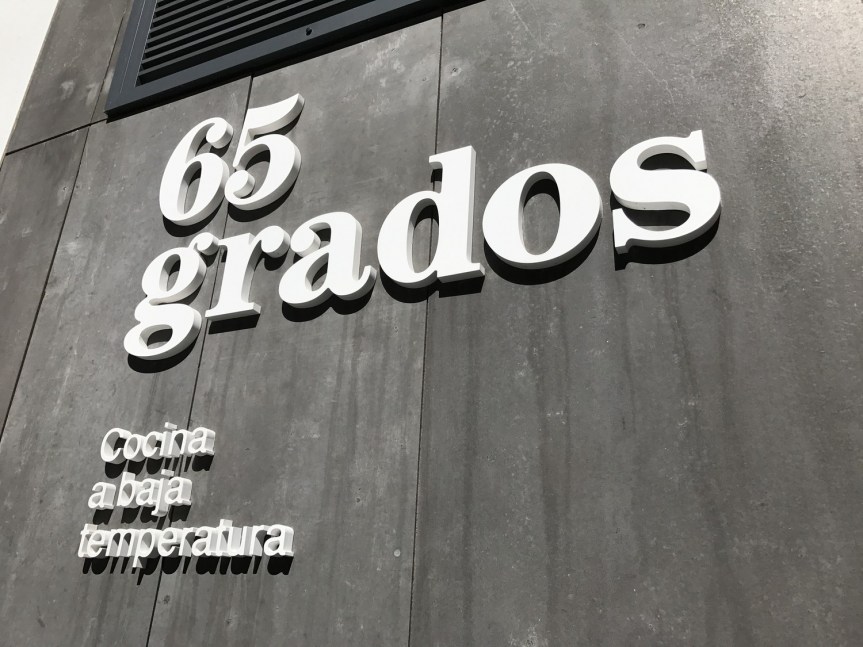 65
grados
Cocina
a baja
temperatura